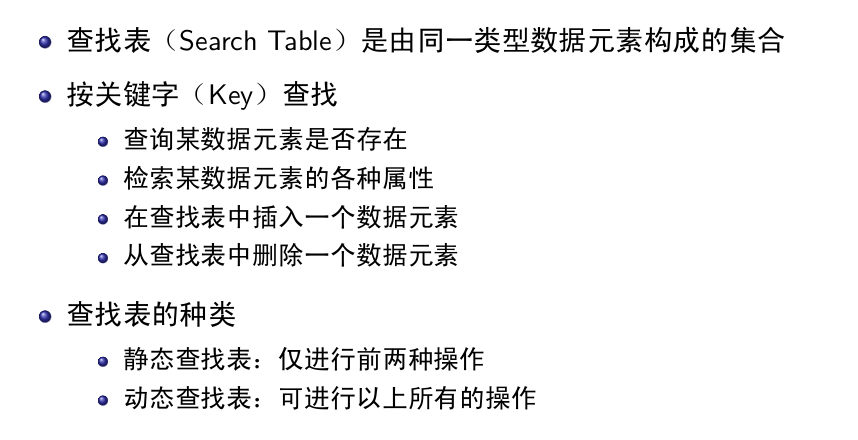 查找表（Search Table）是由同一类型数据元素构成的集合
按关键字（Key）查找
查询某数据元素是否存在
检索某数据元素的各种属性
在查找表中插入一个数据元素
从查找表中删除一个数据元素
查找表的种类
静态查找表：仅进行前两种操作
动态查找表：可进行以上所有的操作